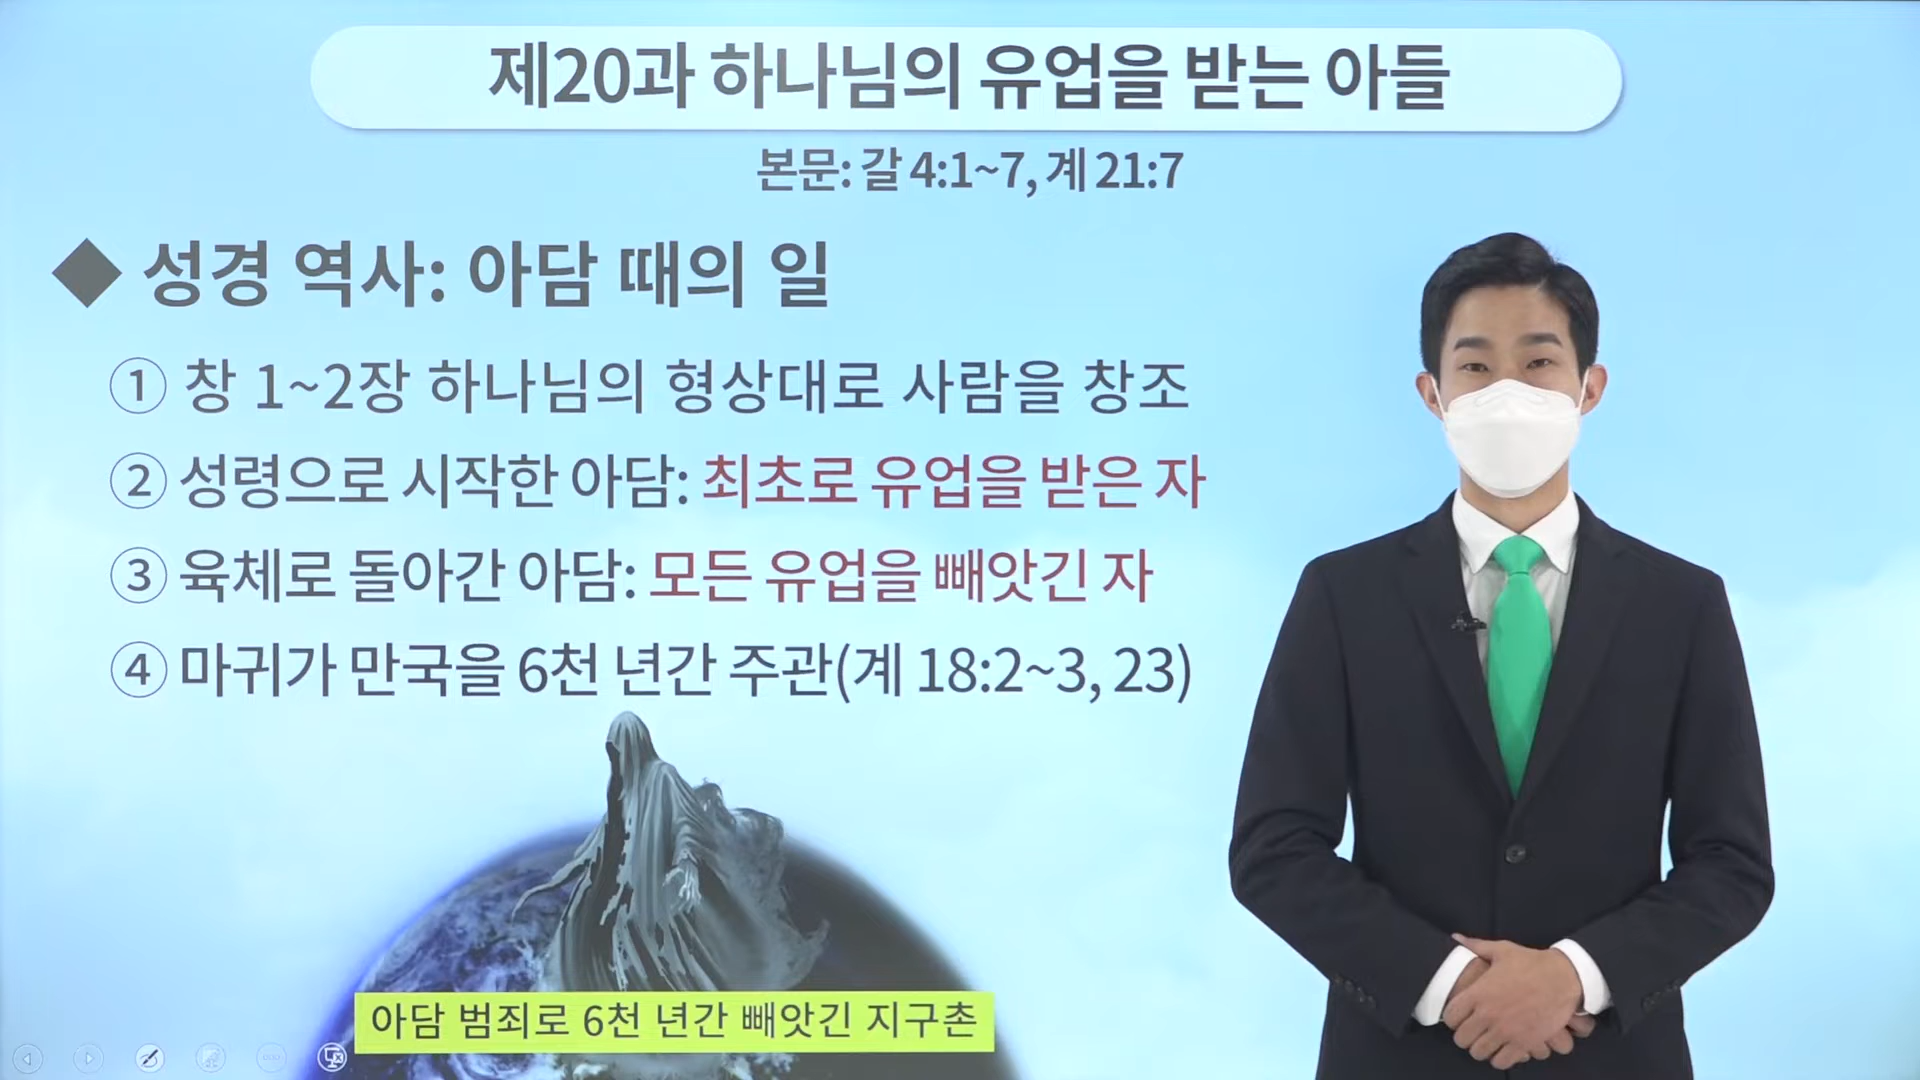 제20과 하나님의 유업을 받는 아들
본문: 갈 4:1~7, 계 21:7
◆ 성경 역사: 아담 때의 일
① 창 1~2장 하나님의 형상대로 사람을 창조
② 성령으로 시작한 아담: 최초로 유업을 받은 자
③ 육체로 돌아간 아담: 모든 유업을 빼앗긴 자
④ 마귀가 만국을 6천 년간 주관(계 18:2~3, 23)
아담 범죄로 6천 년간 빼앗긴 지구촌